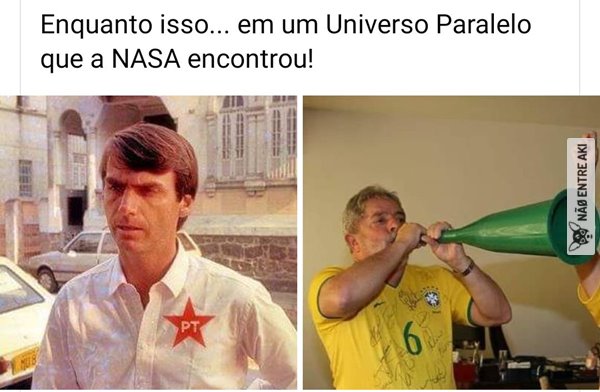 Enquanto isso... em um Universo Paralelo
que a NASA encontrou!
PT
6
NÃO ENTRE AKI